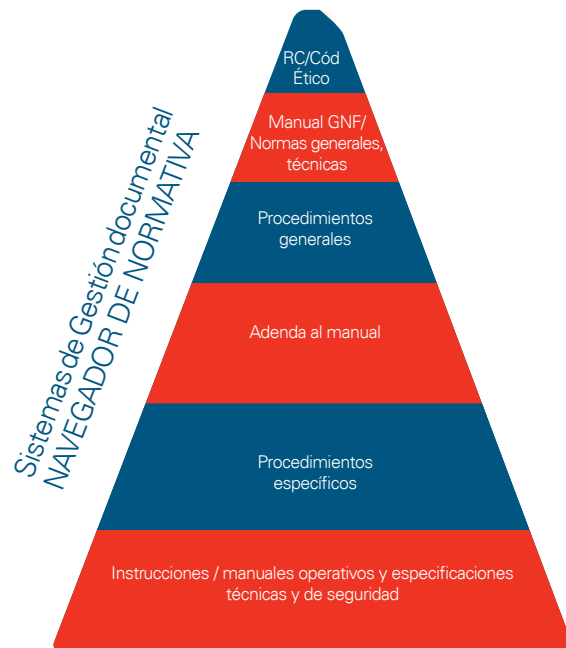 RC/Cód
Ético
Manual GNF/
Normas generales,
técnicas
Procedimientos
generales
Adenda al manual
Procedimientos
específicos
Instrucciones / manuales operativos y especificaciones
técnicas y de seguridad
Sistemas de Gestión documental
NAVEGADOR DE NORMATIVA